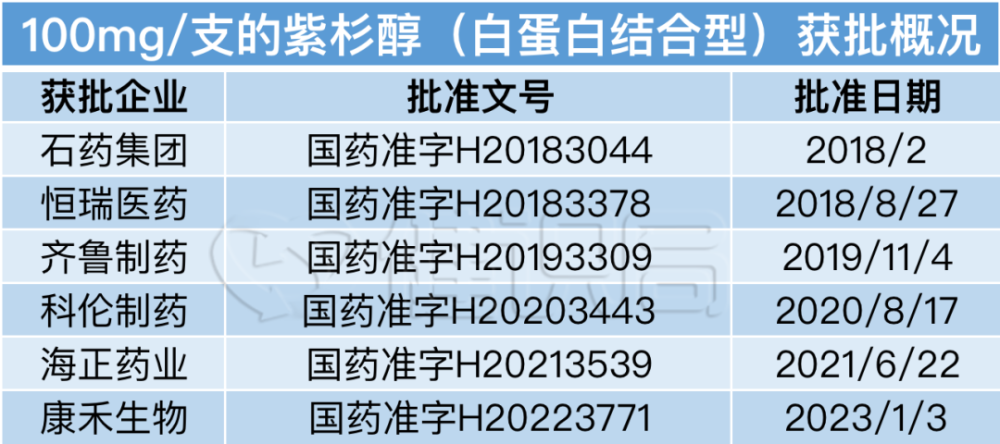 100mg/支的紫杉醇（白蛋白结合型）获批概况
获批企业 批准文号 批准日期
石药集团 国药准字H20183044 2018/2
恒瑞医药 国药准字H20183378 2018/8/27
齐鲁制药 国药准字H20193309 2019/11/4
科伦制药 国药准字H20203443 2020/8/17
海正药业 国药准字H20213539 2021/6/22
康禾生物 国药准字H20223771 2023/1/3
健识局